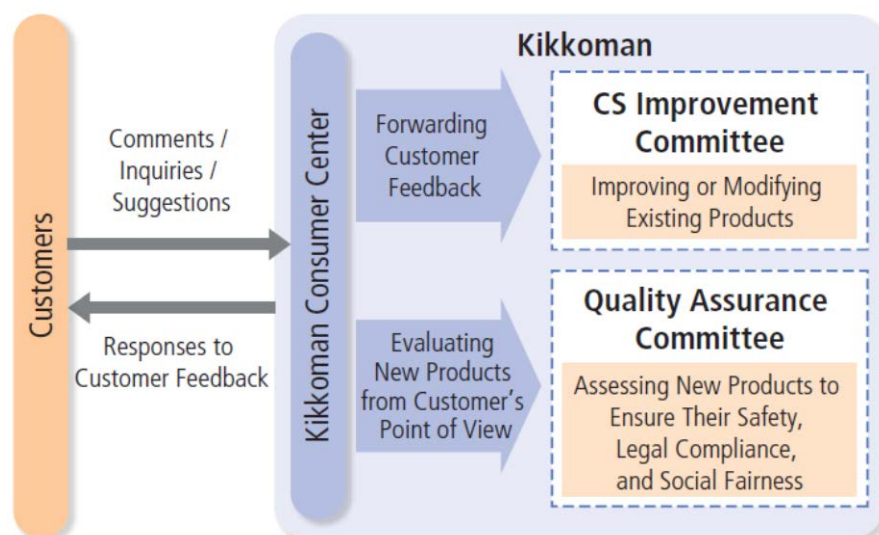 Customers
Comments /
Inquiries /
Suggestions
Responses to
Customer Feedback
Kikkoman Consumer Center
Kikkoman
Forwarding
Customer
Feedback
CS Improvement
Committee
Improving or Modifying
Existing Products
Evaluating
New Products
from Customer's
Point of View
Quality Assurance
Committee
Assessing New Products to
Ensure Their Safety,
Legal Compliance,
and Social Fairness